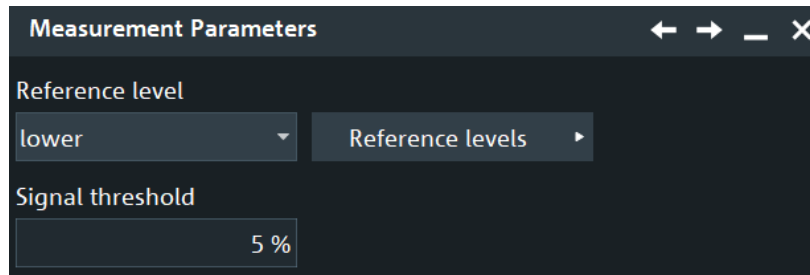 Measurement Parameters
Reference level
lower Reference levels
Signal threshold
5 %